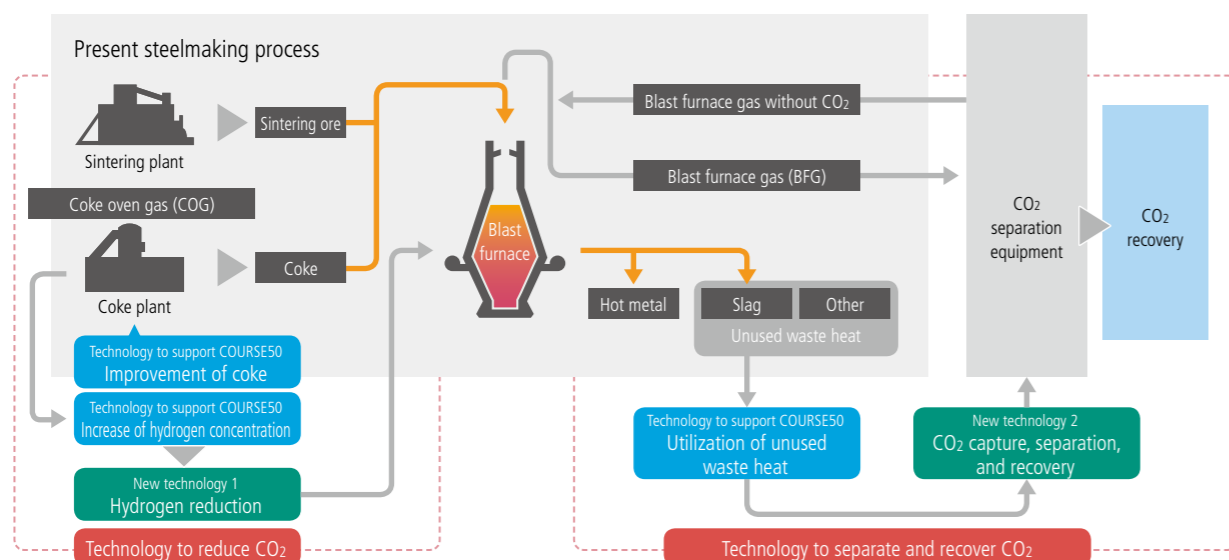 Present steelmaking process
Sintering plant
Sintering ore
Coke oven gas (COG)
Coke plant
Coke
Technology to support COURSE50
Improvement of coke
Technology to support COURSE50
Increase of hydrogen concentration
New technology 1
Hydrogen reduction
Technology to reduce CO₂
Blast
furnace
Blast furnace gas without CO₂
Blast furnace gas (BFG)
Hot metal
Slag
Other
Unused waste heat
Technology to support COURSE50
Utilization of unused
waste heat
CO₂
separation
equipment
CO₂
recovery
New technology 2
CO₂ capture, separation,
and recovery
Technology to separate and recover CO₂